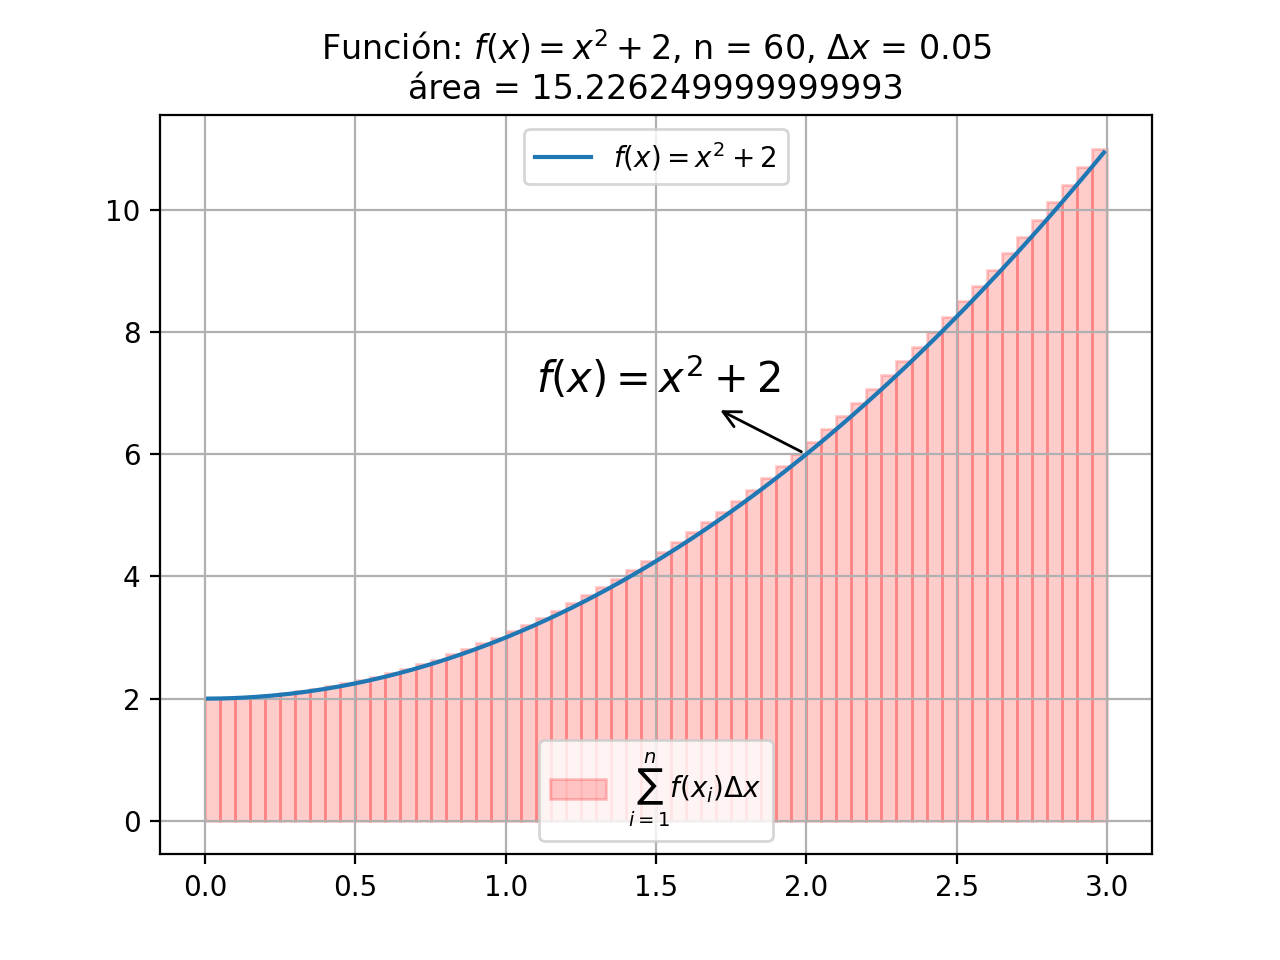 Función: f(x) = x² + 2, n = 60, Δx = 0.05
área = 15.226249999999993
f(x) = x² + 2
10
8
f(x) = x² + 2
6
4
2
n
∑ f(xᵢ)Δx
i = 1
0
0.0 0.5 1.0 1.5 2.0 2.5 3.0